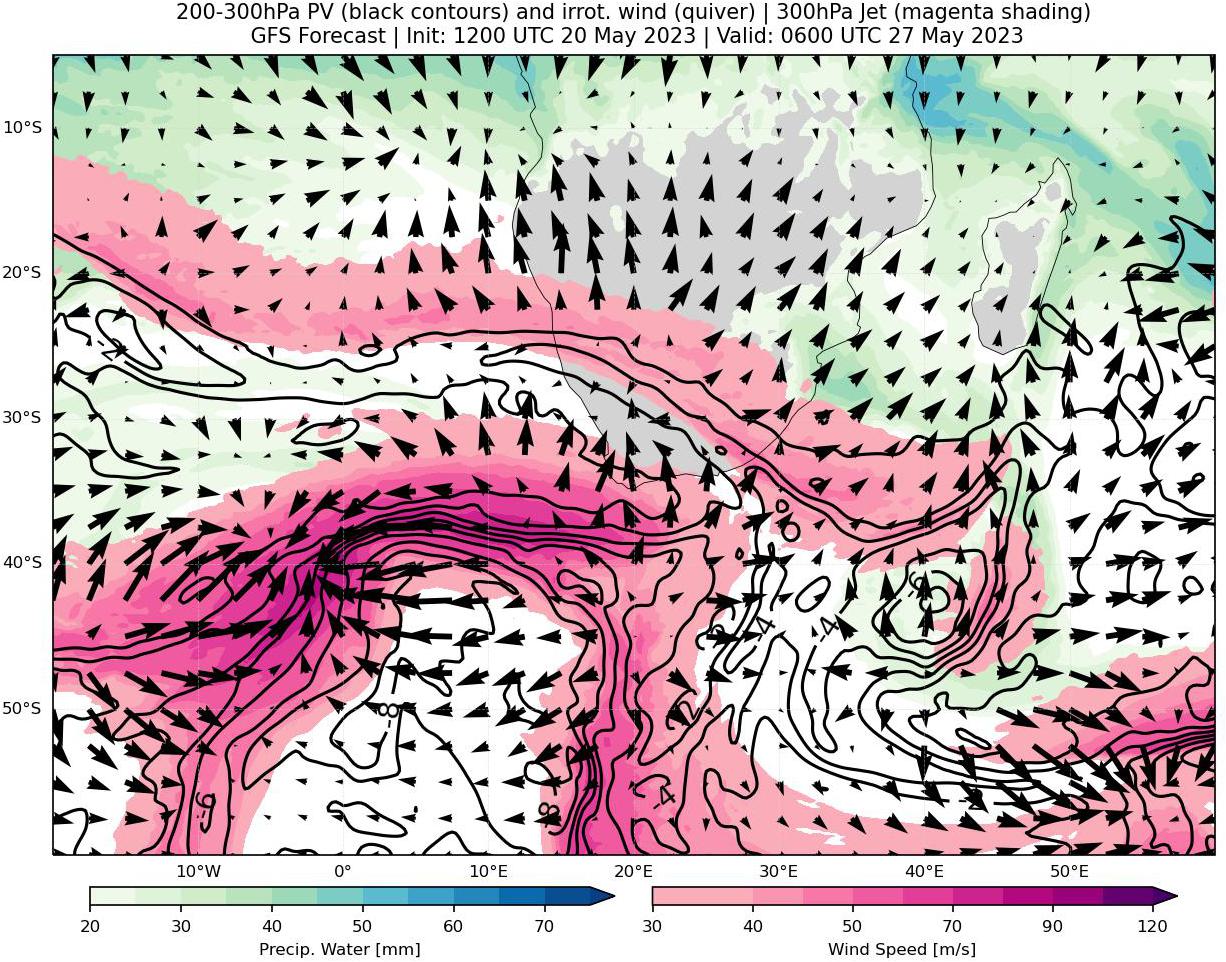 200-300hPa PV (black contours) and irrot. wind (quiver) | 300hPa Jet (magenta shading)
GFS Forecast | Init: 1200 UTC 20 May 2023 | Valid: 0600 UTC 27 May 2023
10°S
20°S
30°S
40°S
50°S
-2
-6
-4
-4
-8
-6
-8
-4
10°W 0° 10°E 20°E 30°E 40°E 50°E
20 30 40 50 60 70
Precip. Water [mm]
30 40 50 70 90 120
Wind Speed [m/s]